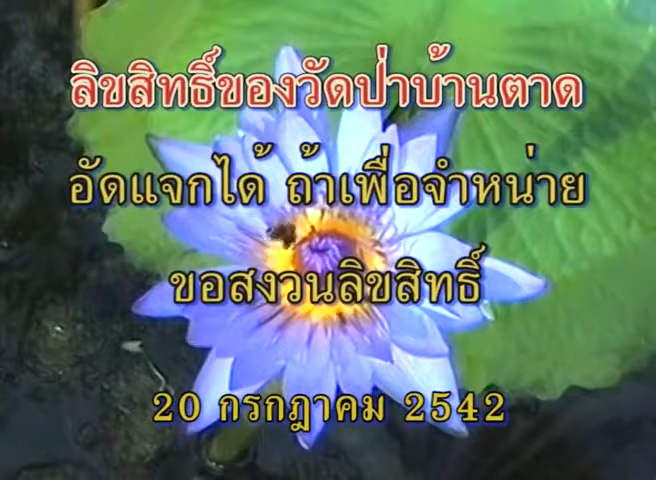 ลิขสิทธิ์ของวัดป่าบ้านตาด
อัดแจกได้ ถ้าเพื่อจำหน่าย
ขอสงวนลิขสิทธิ์
20 กรกฎาคม 2542